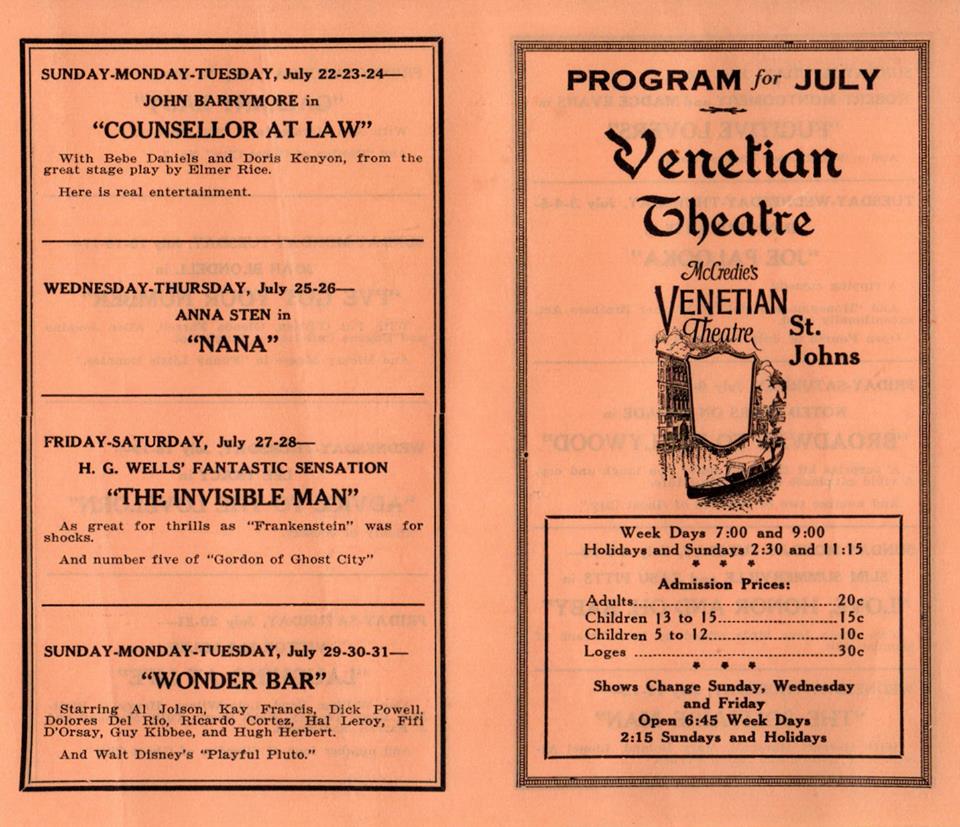 SUNDAY-MONDAY-TUESDAY, July 22-23-24—
JOHN BARRYMORE in
"COUNSELLOR AT LAW"
With Bebe Daniels and Doris Kenyon, from the
great stage play by Elmer Rice.
Here is real entertainment.
WEDNESDAY-THURSDAY, July 25-26—
ANNA STEN in
"NANA"
FRIDAY-SATURDAY, July 27-28—
H. G. WELLS' FANTASTIC SENSATION
"THE INVISIBLE MAN"
As great for thrills as "Frankenstein" was for
shocks.
And number five of "Gordon of Ghost City"
SUNDAY-MONDAY-TUESDAY, July 29-30-31—
"WONDER BAR"
Starring Al Jolson, Kay Francis, Dick Powell,
Dolores Del Rio, Ricardo Cortez, Hal Leroy, Fifi
D'Orsay, Guy Kibbee, and Hugh Herbert.
And Walt Disney's "Playful Pluto."
PROGRAM for JULY
Venetian
Theatre
McCredie's
VENETIAN
Theatre
St.
Johns
Week Days 7:00 and 9:00
Holidays and Sundays 2:30 and 11:15
* * *
Admission Prices:
Adults....................................20c
Children 13 to 15....................15c
Children 5 to 12......................10c
Loges ....................................30c
* * *
Shows Change Sunday, Wednesday
and Friday
Open 6:45 Week Days
2:15 Sundays and Holidays